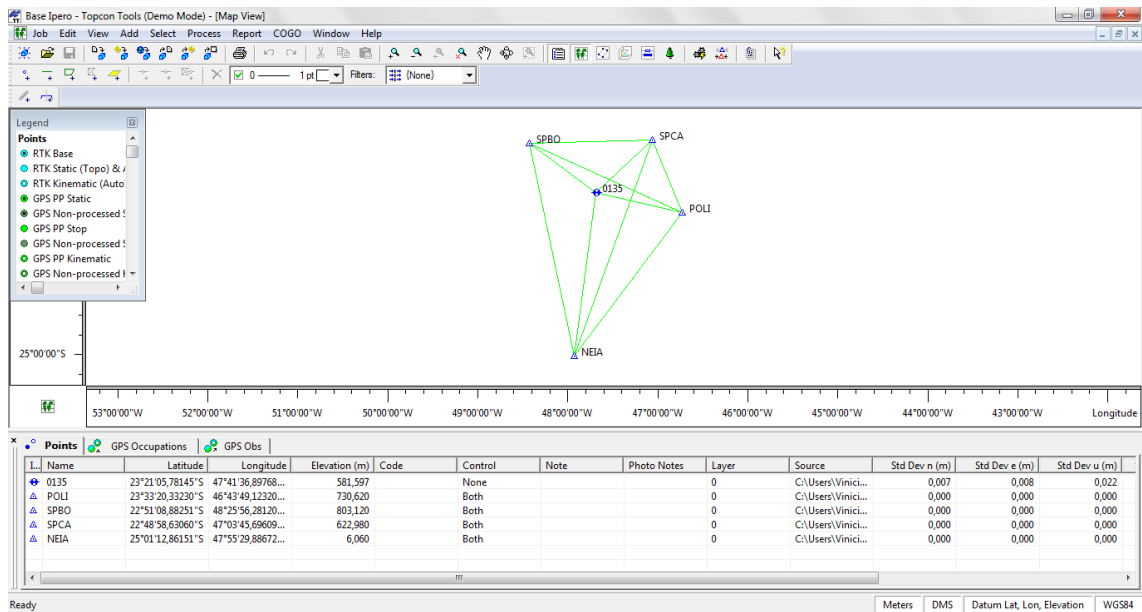 Base Ipero - Topcon Tools (Demo Mode) - [Map View]
Job Edit View Add Select Process Report COGO Window Help
0 1 pt Filters: (None)
Legend
Points
RTK Base
RTK Static (Topo) &
RTK Kinematic (Auto
GPS PP Static
GPS Non-processed S
GPS PP Stop
GPS Non-processed S
GPS PP Kinematic
GPS Non-processed
SPBO
SPCA
0135
POLI
NEIA
25°00'00"S
53°00'00"W 52°00'00"W 51°00'00"W 50°00'00"W 49°00'00"W 48°00'00"W 47°00'00"W 46°00'00"W 45°00'00"W 44°00'00"W 43°00'00"W Longitude
Points GPS Occupations GPS Obs
I... Name Latitude Longitude Elevation (m) Code Control Note Photo Notes Layer Source Std Dev n (m) Std Dev e (m) Std Dev u (m)
0135 23°21'05,78145"S 47°41'36,89768... 581,597 None 0 C:\Users\Vinici... 0,007 0,008 0,022
POLI 23°33'20,33230"S 46°43'49,12320... 730,620 Both 0 C:\Users\Vinici... 0,000 0,000 0,000
SPBO 22°51'08,88251"S 48°25'56,28120... 803,120 Both 0 C:\Users\Vinici... 0,000 0,000 0,000
SPCA 22°48'58,63060"S 47°03'45,69609... 622,980 Both 0 C:\Users\Vinici... 0,000 0,000 0,000
NEIA 25°01'12,86151"S 47°55'29,88672... 6,060 Both 0 C:\Users\Vinici... 0,000 0,000 0,000
Ready Meters DMS Datum Lat, Lon, Elevation WGS84